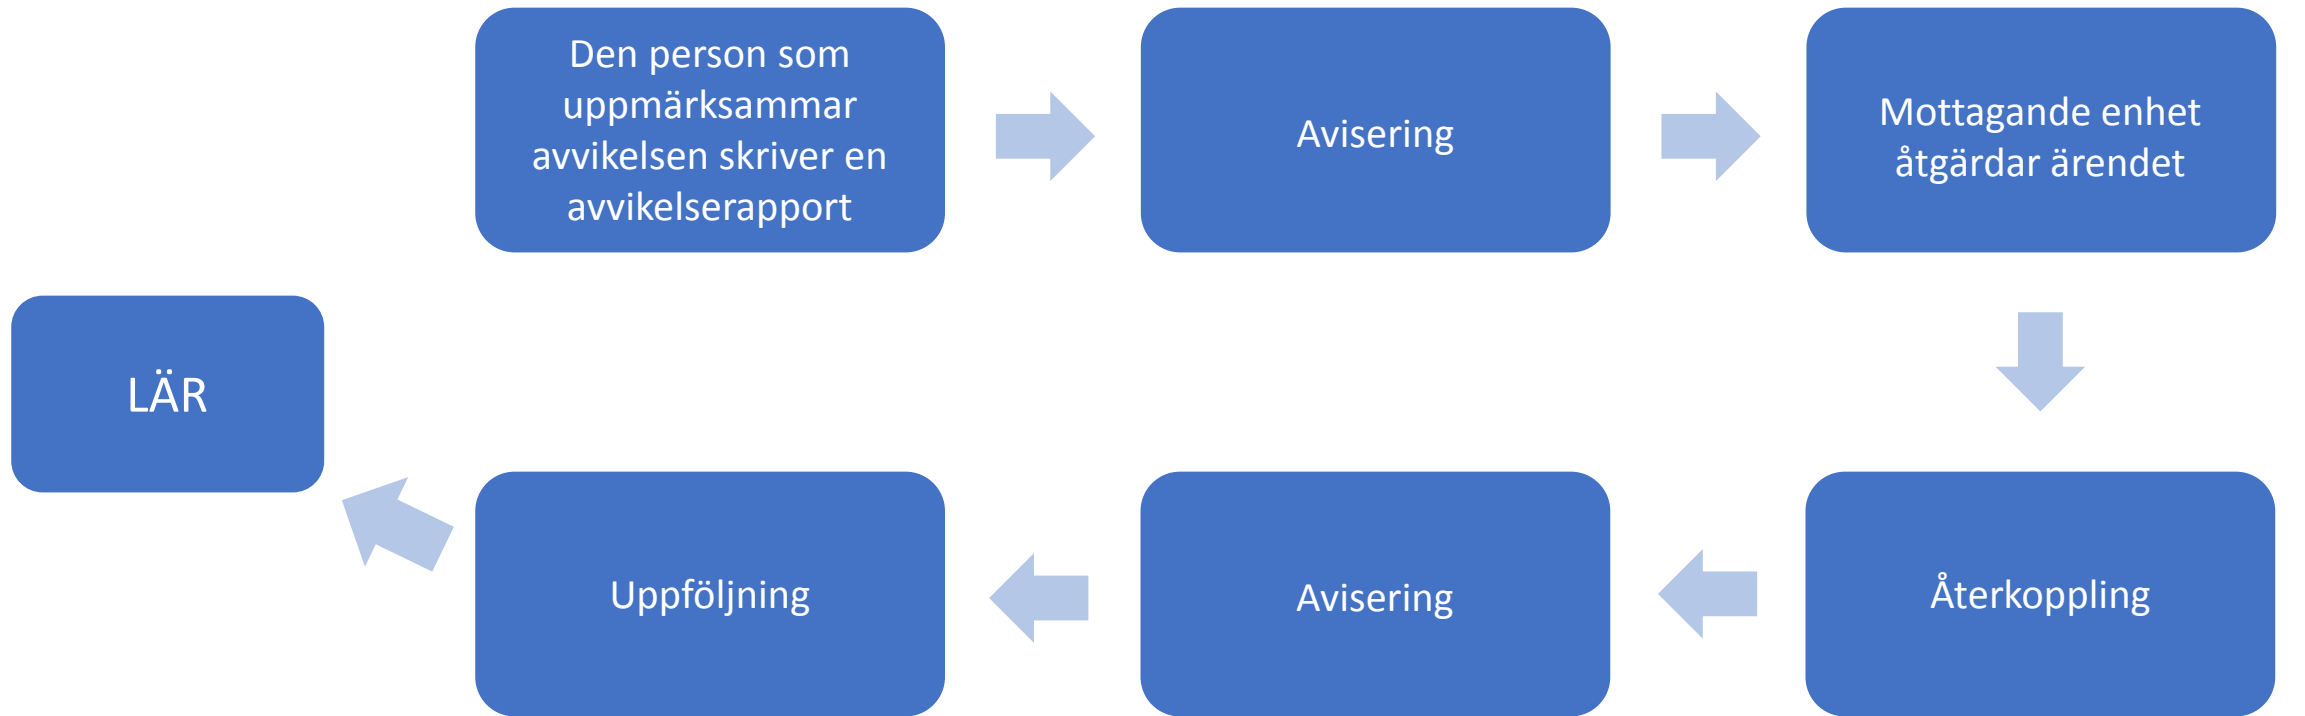 Den person som
uppmärksammar
avvikelsen skriver en
avvikelserapport
Avisering
Mottagande enhet
åtgärdar ärendet
Återkoppling
Avisering
Uppföljning
LÄR